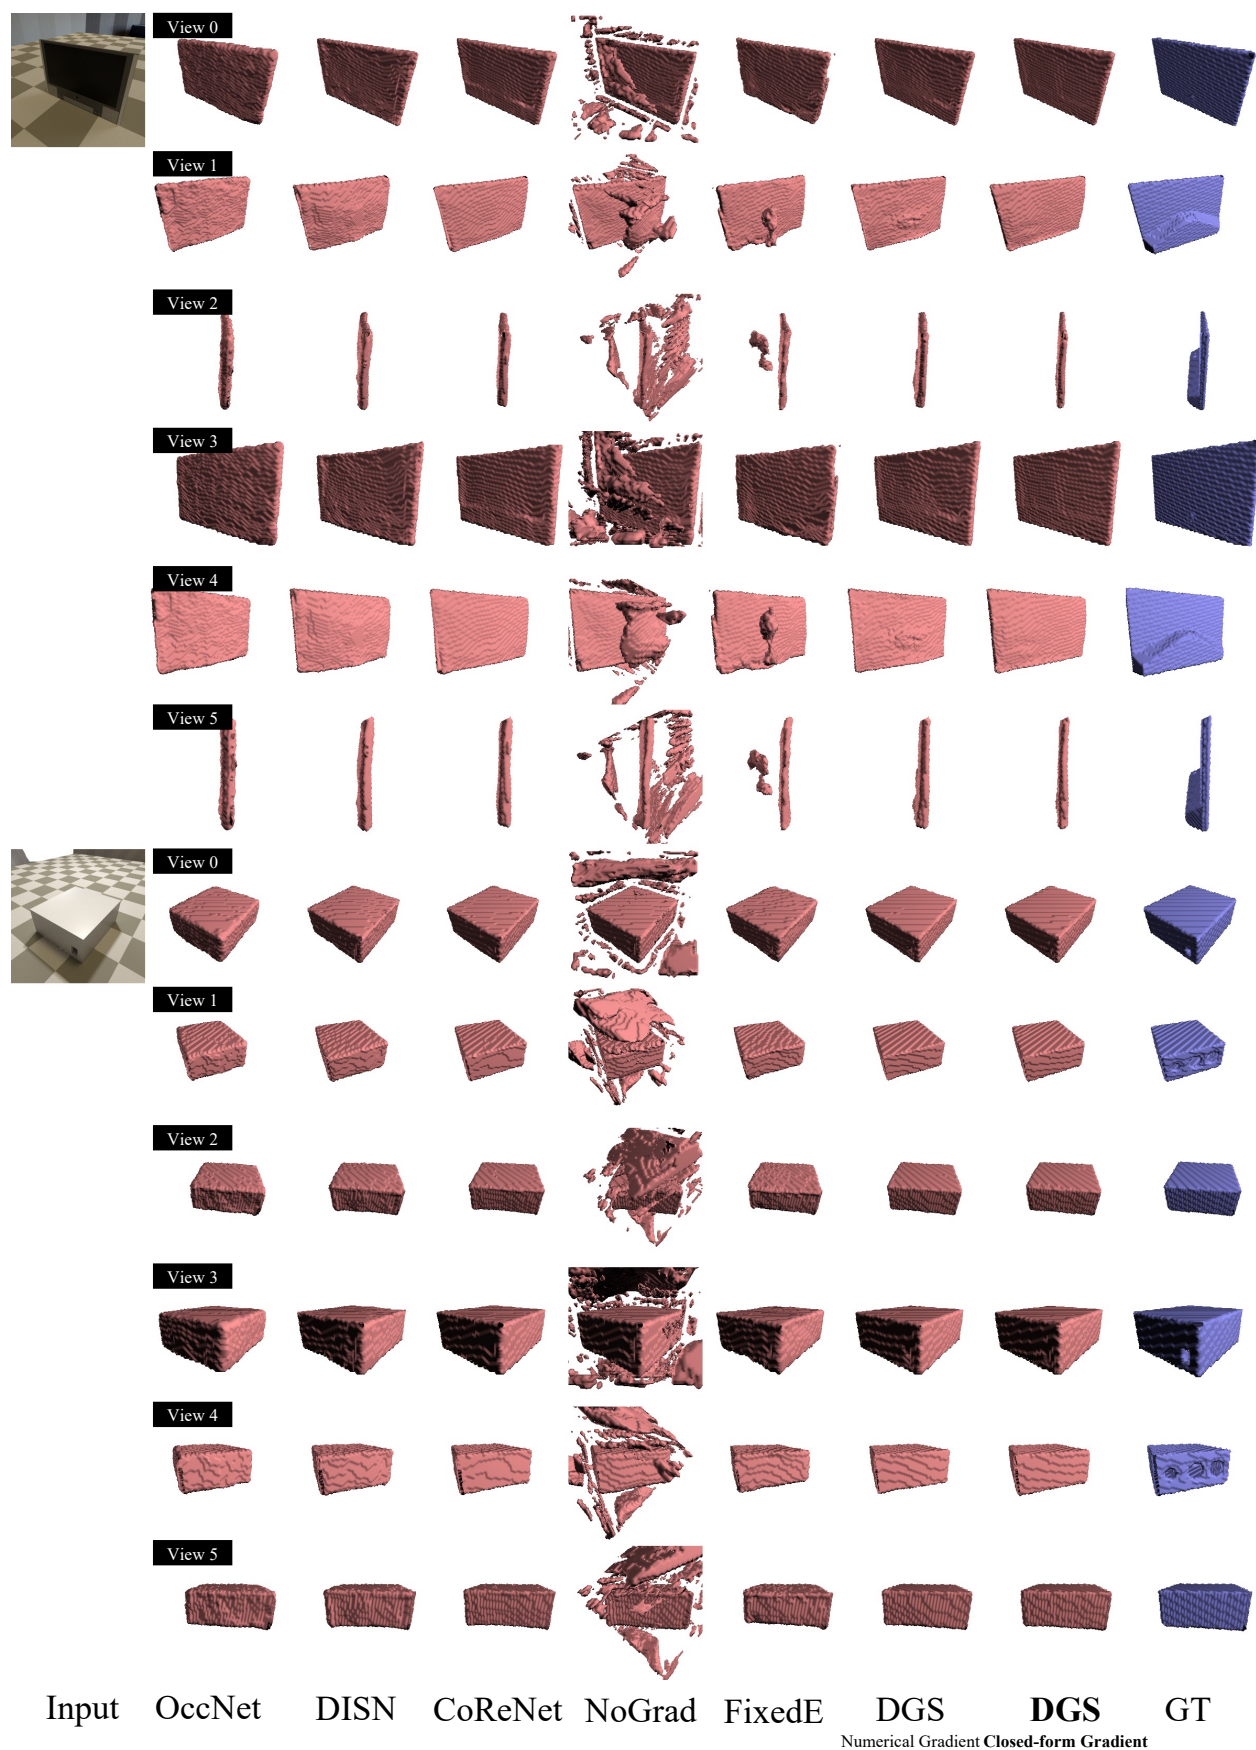 View 0
View 1
View 2
View 3
View 4
View 5
View 0
View 1
View 2
View 3
View 4
View 5
Input OccNet DISN CoReNet NoGrad FixedE DGS DGS GT
Numerical Gradient Closed-form Gradient